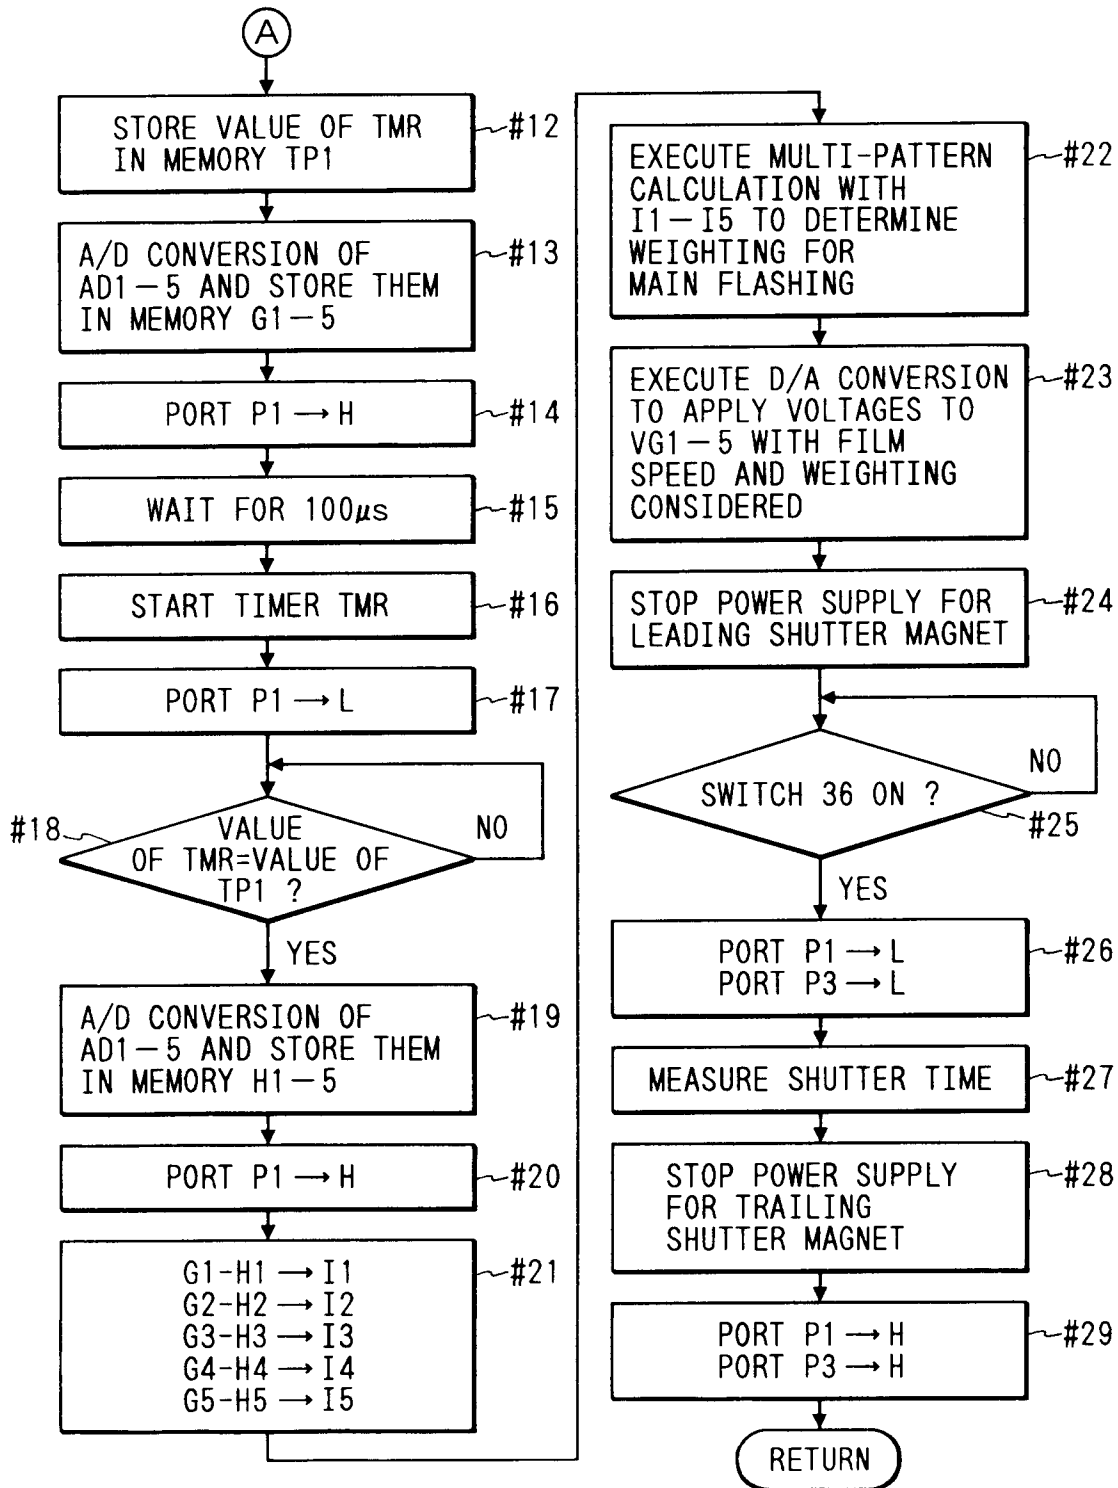 A
STORE VALUE OF TMR
IN MEMORY TP1
#12
A/D CONVERSION OF
AD1-5 AND STORE THEM
IN MEMORY G1-5
#13
PORT P1 → H
#14
WAIT FOR 100μs
#15
START TIMER TMR
#16
PORT P1 → L
#17
#18
VALUE
OF TMR=VALUE OF
TP1 ?
NO
YES
A/D CONVERSION OF
AD1-5 AND STORE THEM
IN MEMORY H1-5
#19
PORT P1 → H
#20
G1-H1 → I1
G2-H2 → I2
G3-H3 → I3
G4-H4 → I4
G5-H5 → I5
#21
EXECUTE MULTI-PATTERN
CALCULATION WITH
I1-I5 TO DETERMINE
WEIGHTING FOR
MAIN FLASHING
#22
EXECUTE D/A CONVERSION
TO APPLY VOLTAGES TO
VG1-5 WITH FILM
SPEED AND WEIGHTING
CONSIDERED
#23
STOP POWER SUPPLY FOR
LEADING SHUTTER MAGNET
#24
SWITCH 36 ON ?
NO
#25
YES
PORT P1 → L
PORT P3 → L
#26
MEASURE SHUTTER TIME
#27
STOP POWER SUPPLY
FOR TRAILING
SHUTTER MAGNET
#28
PORT P1 → H
PORT P3 → H
#29
RETURN